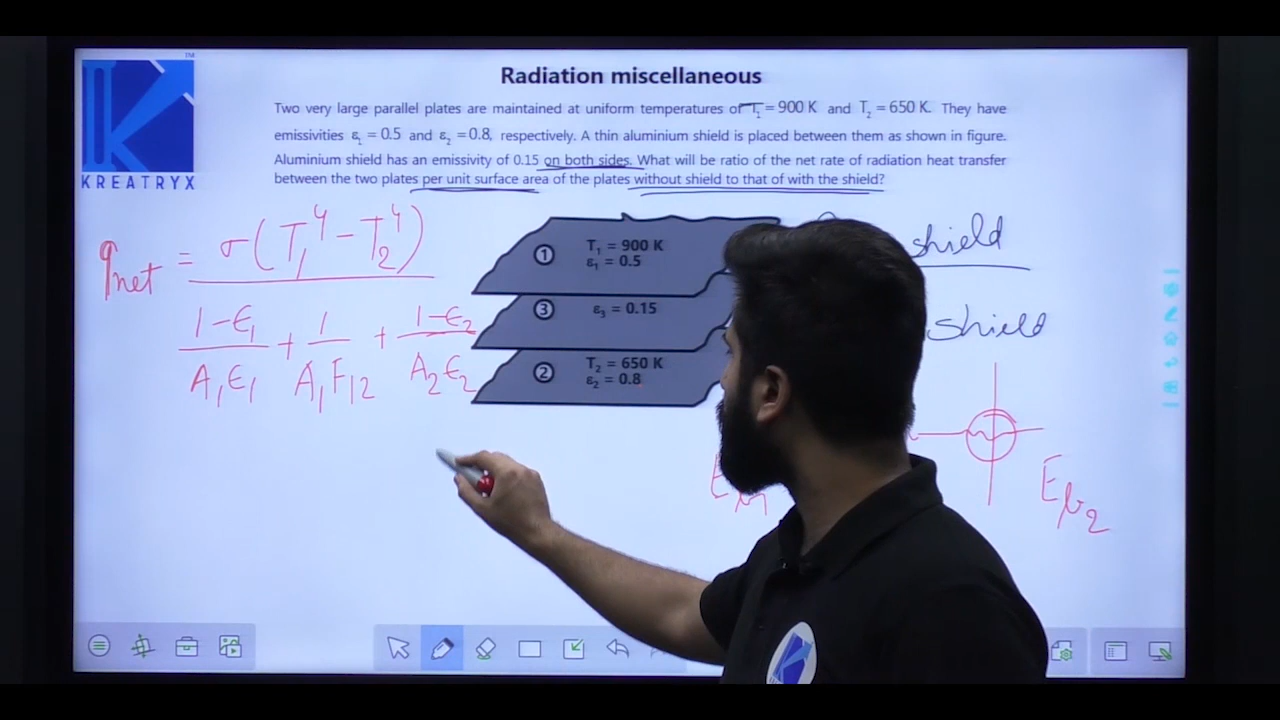 TM
KREATRYX
Radiation miscellaneous
Two very large parallel plates are maintained at uniform temperatures of T₁ = 900 K and T₂ = 650 K. They have
emissivities ε₁ = 0.5 and ε₂ = 0.8, respectively. A thin aluminium shield is placed between them as shown in figure.
Aluminium shield has an emissivity of 0.15 on both sides. What will be ratio of the net rate of radiation heat transfer
between the two plates per unit surface area of the plates without shield to that of with the shield?
q_net = σ(T₁⁴ − T₂⁴)
1−ε₁ + 1 + 1−ε₂
A₁ε₁ A₁F₁₂ A₂ε₂
1 T₁ = 900 K
ε₁ = 0.5
3 ε₃ = 0.15
2 T₂ = 650 K
ε₂ = 0.8
shield
shield
E_b1
E_b2